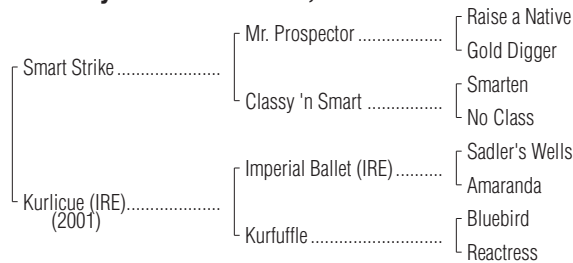 Raise a Native
Mr. Prospector ..................
Gold Digger
Smart Strike ......................
Smarten
Classy 'n Smart ................
No Class
Sadler's Wells
Imperial Ballet (IRE) ..........
Amaranda
Kurlicue (IRE)....................
(2001)
Bluebird
Kurfuffle ............................
Reactress